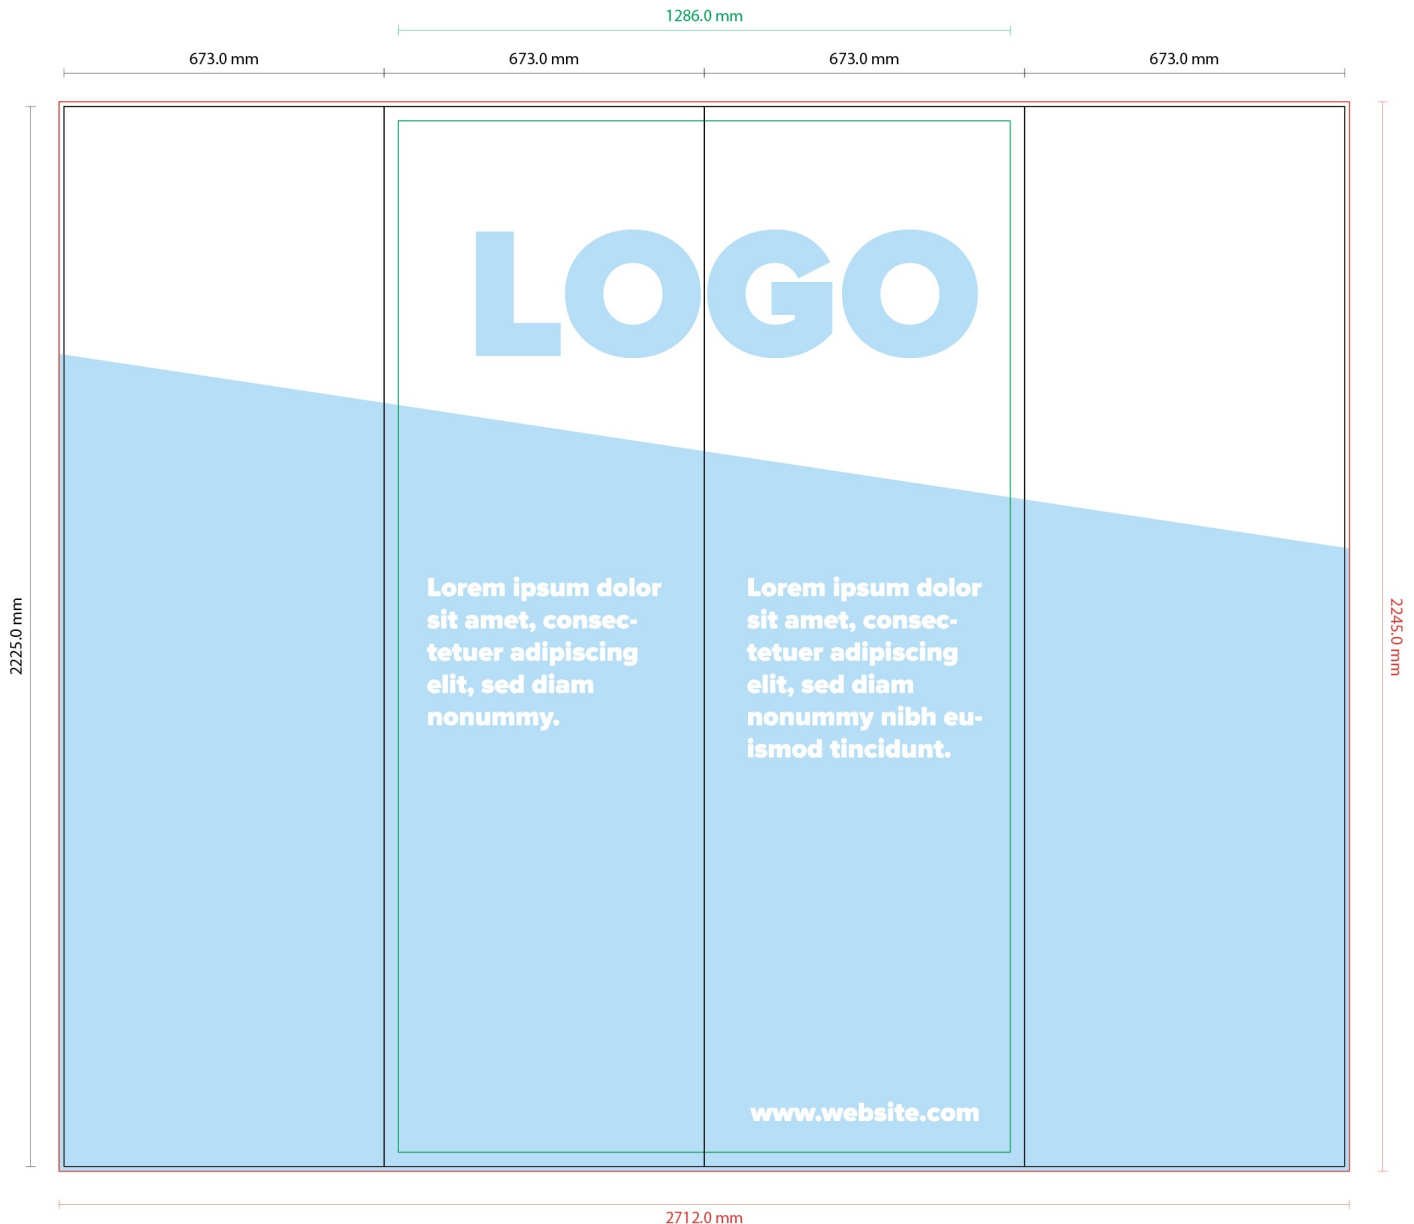 1286.0 mm
673.0 mm 673.0 mm 673.0 mm 673.0 mm
LOGO
2225.0 mm
2245.0 mm
Lorem ipsum dolor
sit amet, consec-
tetuer adipiscing
elit, sed diam
nonummy.
Lorem ipsum dolor
sit amet, consec-
tetuer adipiscing
elit, sed diam
nonummy nibh eu-
ismod tincidunt.
www.website.com
2712.0 mm